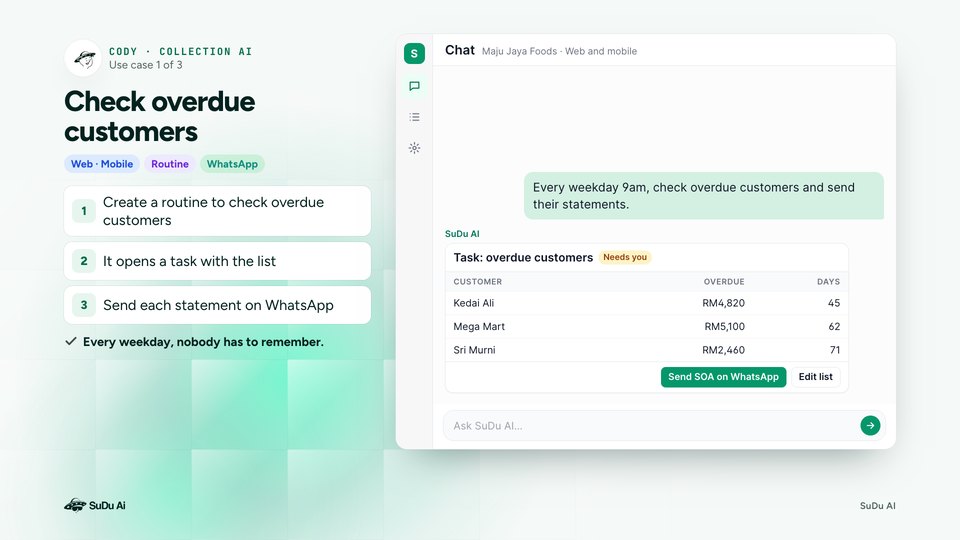 CODY · COLLECTION AI
Use case 1 of 3
Check overdue
customers
Web · Mobile
Routine
WhatsApp
1
Create a routine to check overdue
customers
2
It opens a task with the list
3
Send each statement on WhatsApp
Every weekday, nobody has to remember.
SuDu Ai
S
Chat
Maju Jaya Foods · Web and mobile
Every weekday 9am, check overdue customers and send
their statements.
SuDu AI
Task: overdue customers
Needs you
CUSTOMER OVERDUE DAYS
Kedai Ali RM4,820 45
Mega Mart RM5,100 62
Sri Murni RM2,460 71
Send SOA on WhatsApp
Edit list
Ask SuDu AI...
SuDu AI